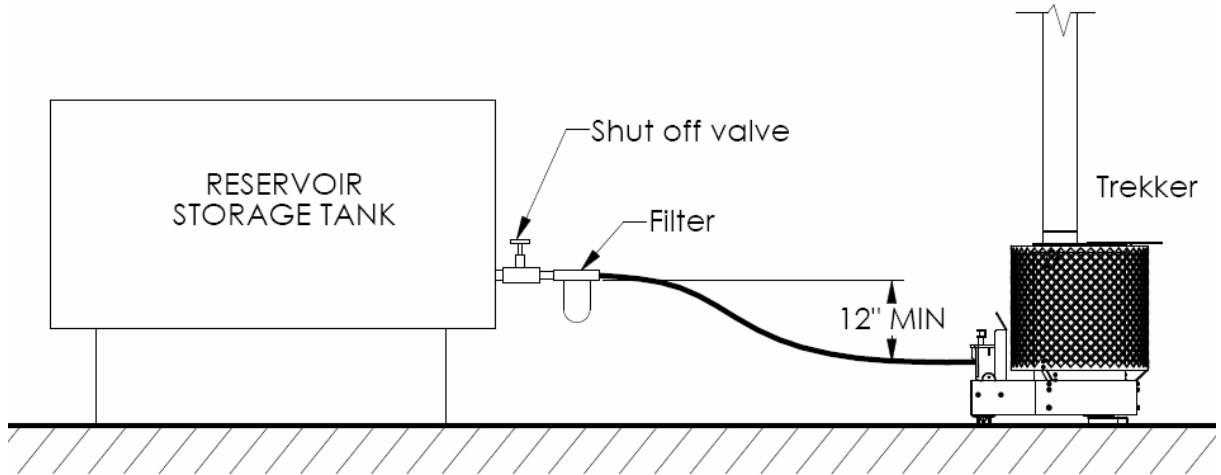 Shut off valve
RESERVOIR
STORAGE TANK
Trekker
Filter
12" MIN